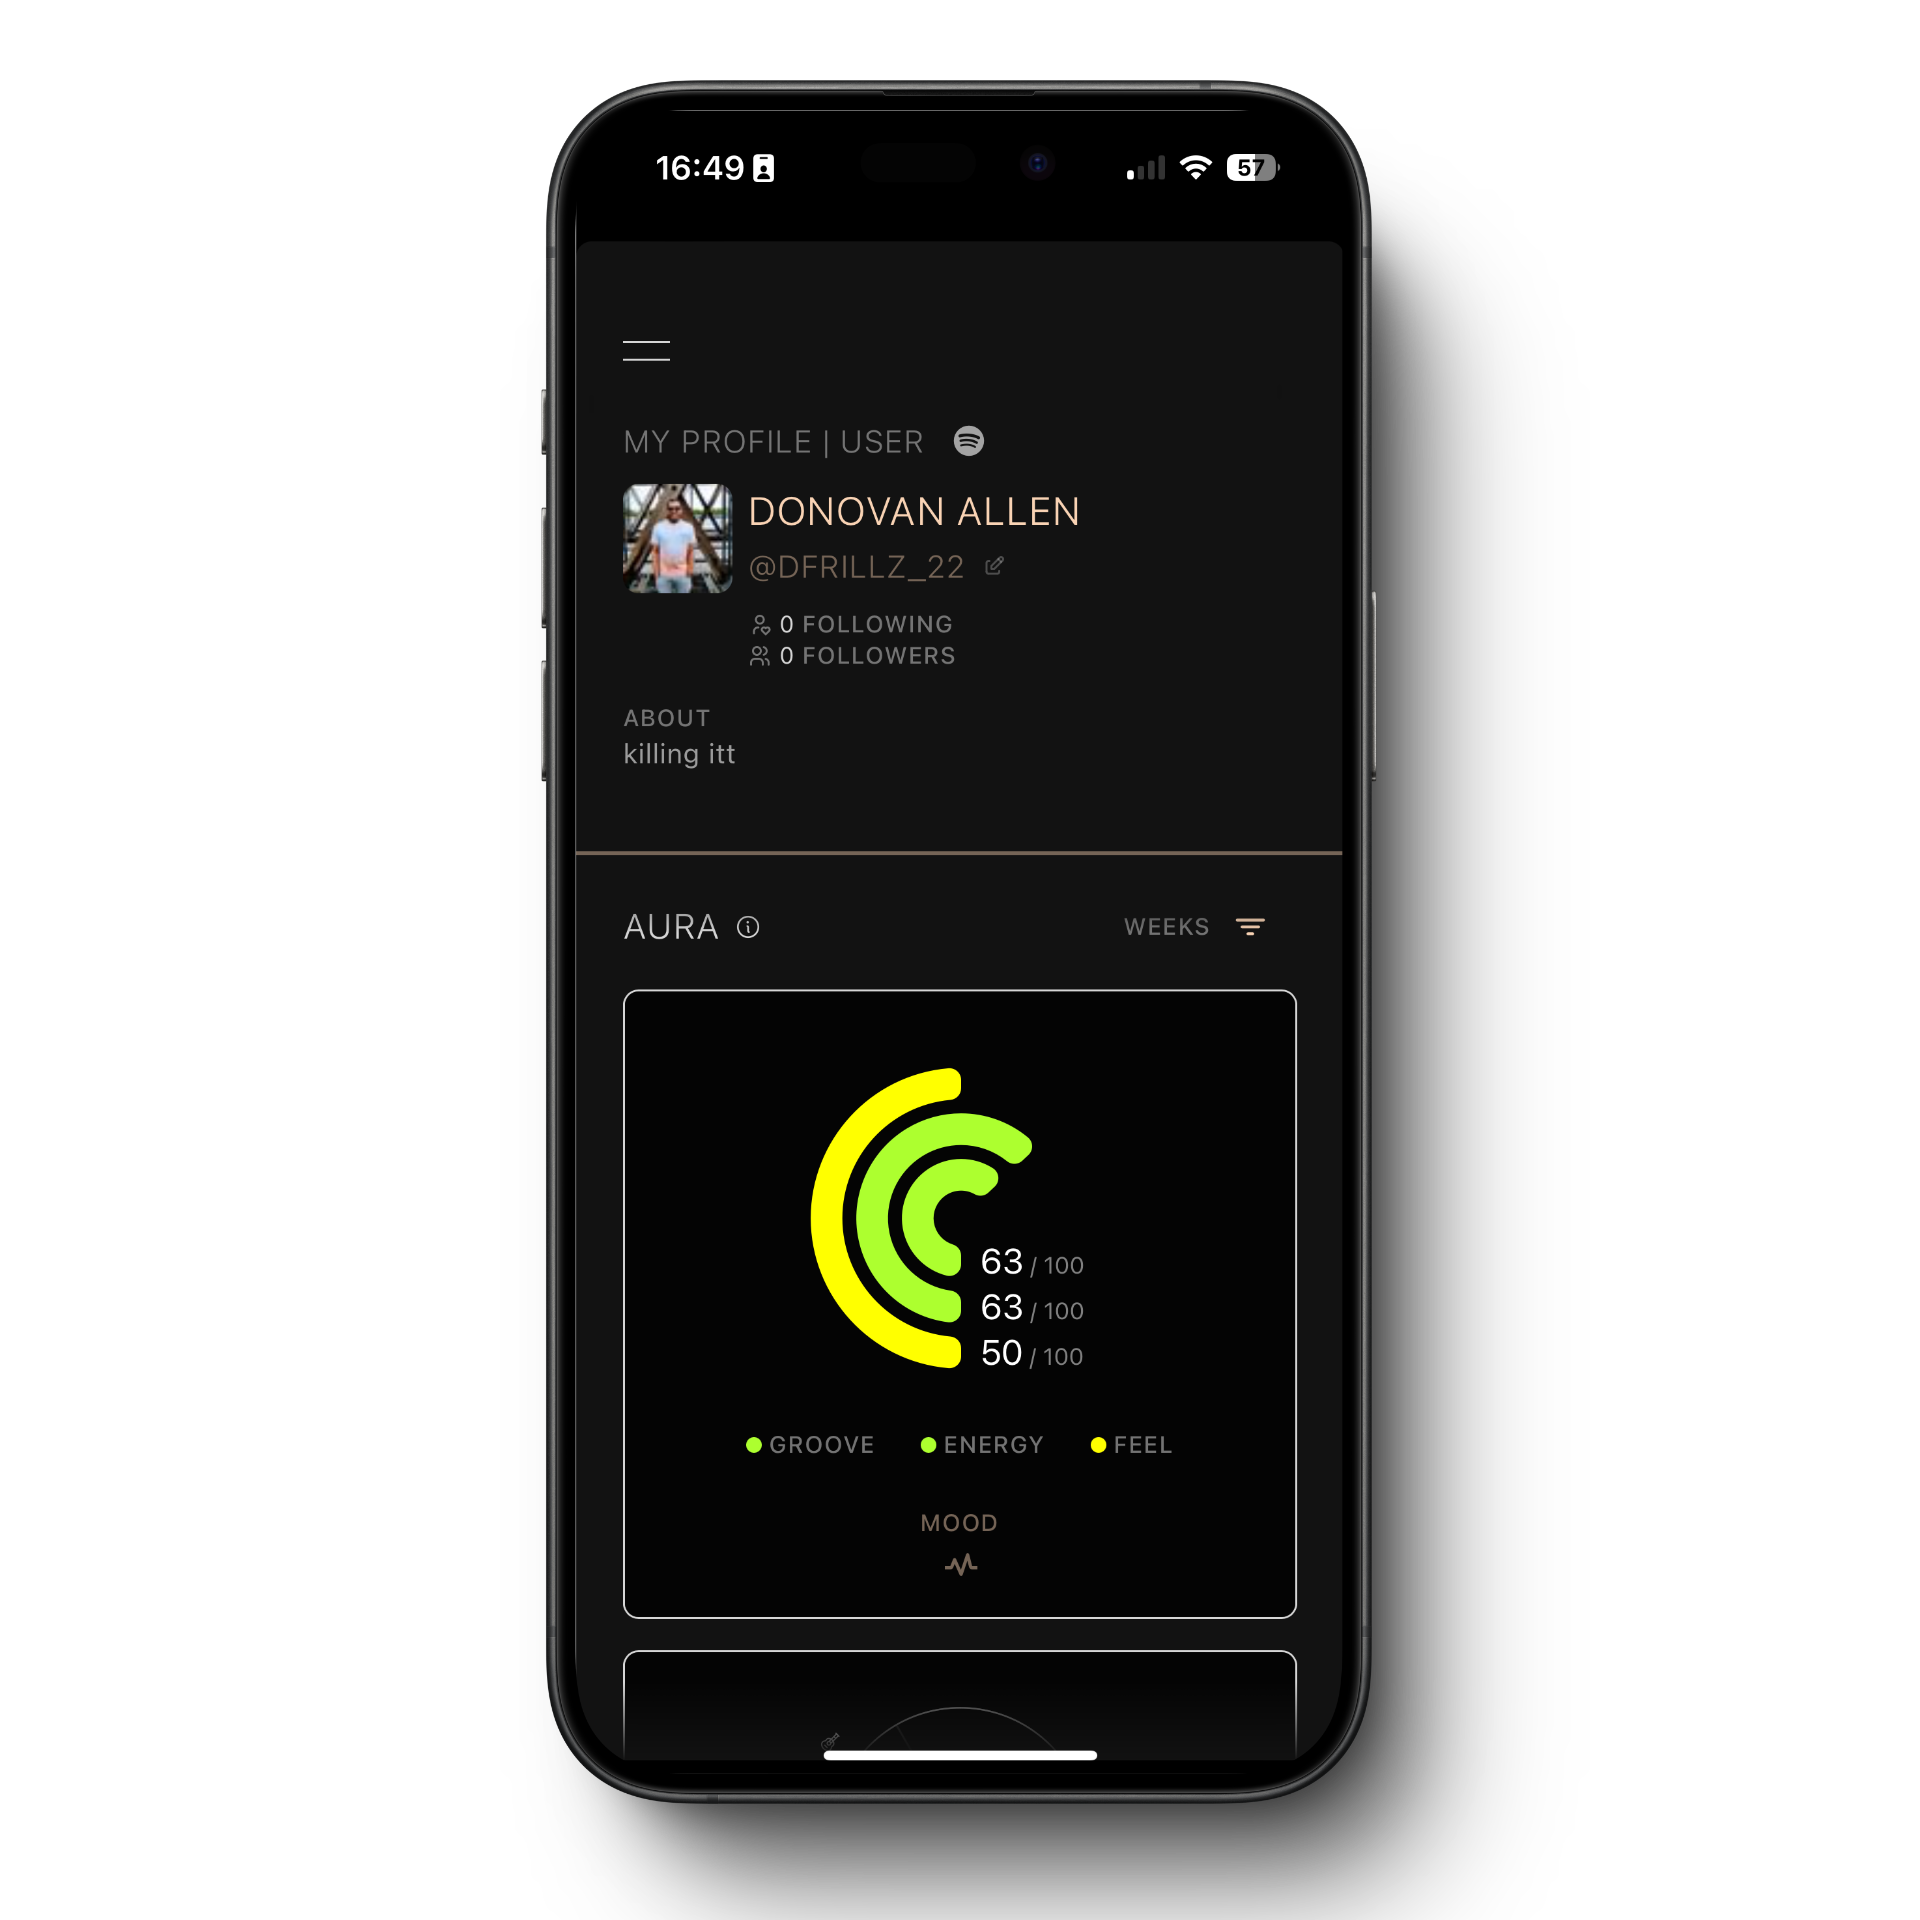 16:49 57
MY PROFILE | USER
DONOVAN ALLEN
@DFRILLZ_22
0 FOLLOWING
0 FOLLOWERS
ABOUT
killing itt
AURA WEEKS
63 / 100
63 / 100
50 / 100
GROOVE ENERGY FEEL
MOOD